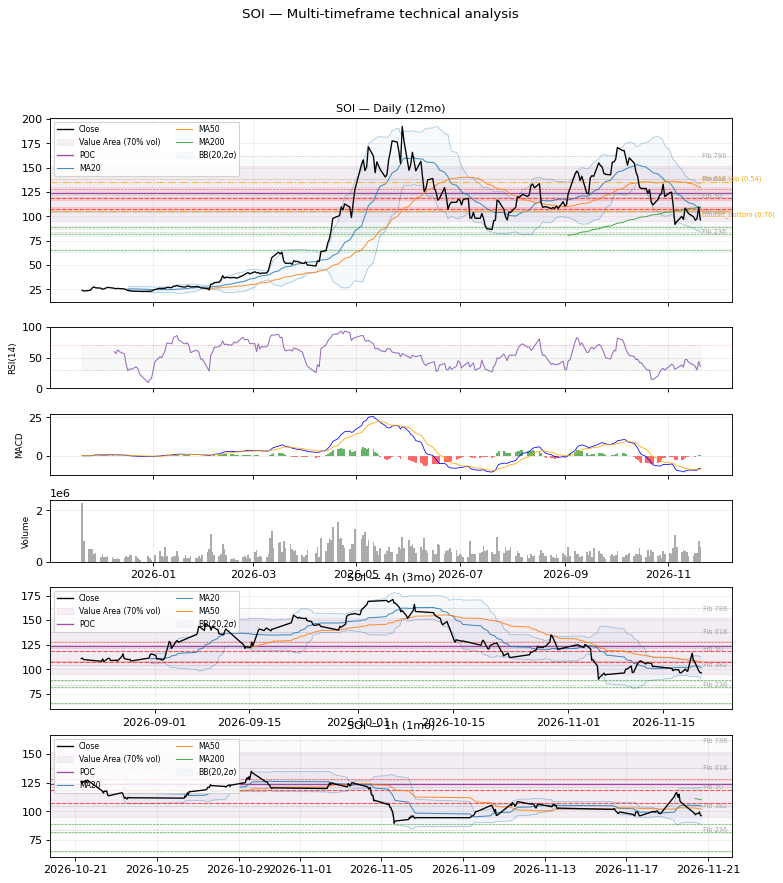 SOI — Multi-timeframe technical analysis
SOI — Daily (12mo)
Close
Value Area (70% vol)
POC
MA20
MA50
MA200
BB(20,2σ)
200
175
150
125
100
75
50
25
Fib 786
Fib 236
double_bottom (0.76)
RSI(14)
100
50
0
MACD
25
0
1e6
Volume
2
0
2026-01 2026-03 2026-05 2026-07 2026-09 2026-11
SOI — 4h (3mo)
Close
Value Area (70% vol)
POC
MA20
MA50
BB(20,2σ)
175
150
125
100
75
Fib 786
Fib 618
Fib 382
Fib 236
2026-09-01 2026-09-15 2026-10-01 2026-10-15 2026-11-01 2026-11-15
SOI — 1h (1mo)
Close
Value Area (70% vol)
POC
MA20
MA50
MA200
BB(20,2σ)
150
125
100
75
Fib 786
Fib 618
Fib 50
Fib 382
Fib 236
2026-10-21 2026-10-25 2026-10-29 2026-11-01 2026-11-05 2026-11-09 2026-11-13 2026-11-17 2026-11-21